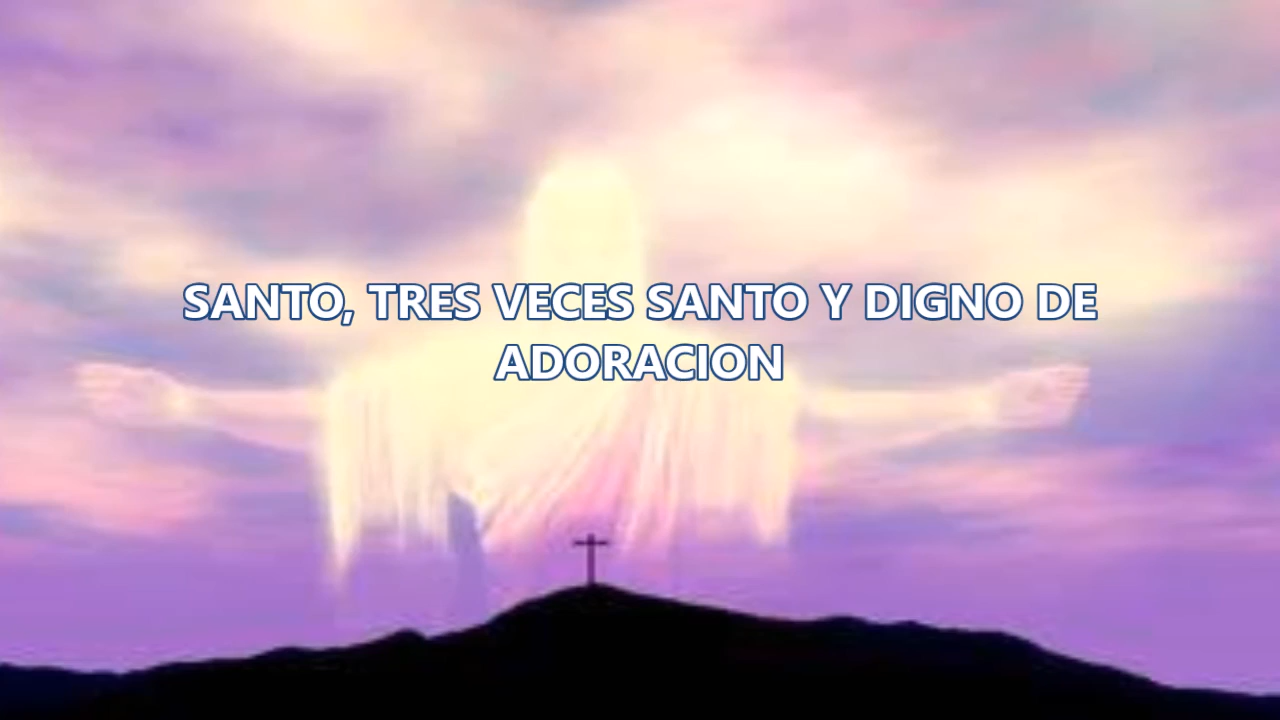 SANTO, TRES VECES SANTO Y DIGNO DE
ADORACION